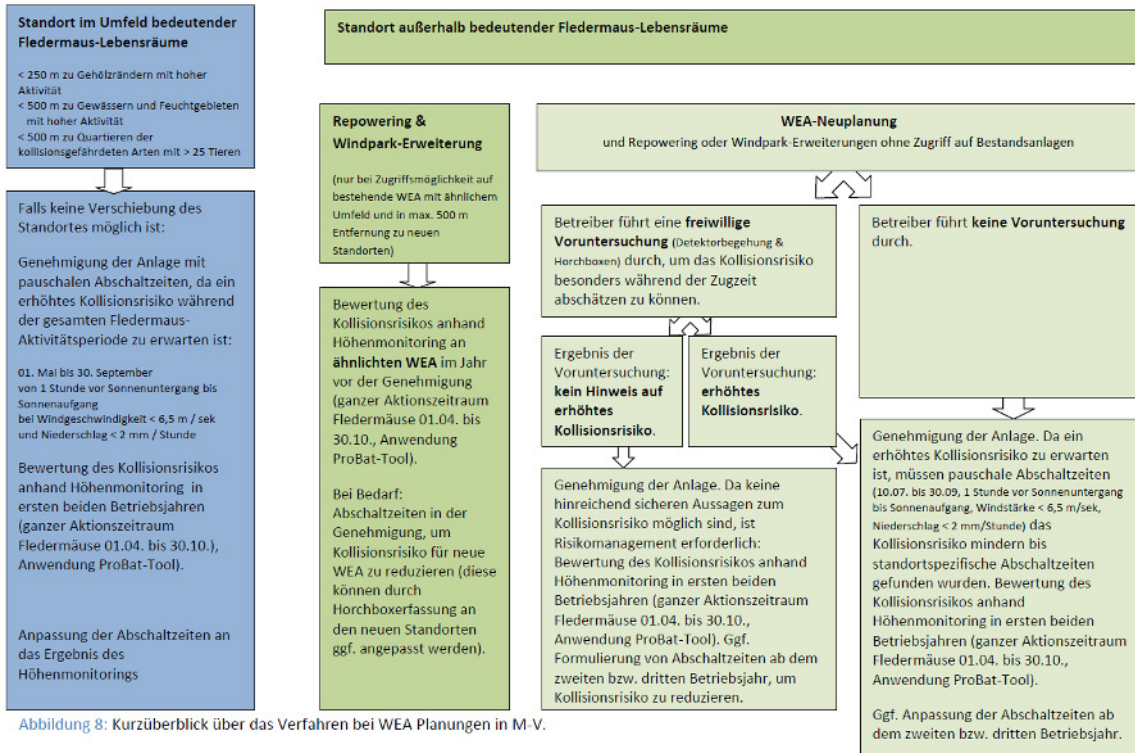 Standort im Umfeld bedeutender
Fledermaus-Lebensräume
< 250 m zu Gehölzrändern mit hoher
Aktivität
< 500 m zu Gewässern und Feuchtgebieten
mit hoher Aktivität
< 500 m zu Quartieren der
kollisionsgefährdeten Arten mit > 25 Tieren
Falls keine Verschiebung des
Standortes möglich ist:
Genehmigung der Anlage mit
pauschalen Abschaltzeiten, da ein
erhöhtes Kollisionsrisiko während
der gesamten Fledermaus-
Aktivitätsperiode zu erwarten ist:
01. Mai bis 30. September
von 1 Stunde vor Sonnenuntergang bis
Sonnenaufgang
bei Windgeschwindigkeit < 6,5 m / sek
und Niederschlag < 2 mm / Stunde
Bewertung des Kollisionsrisikos
anhand Höhenmonitoring in
ersten beiden Betriebsjahren
(ganzer Aktionszeitraum
Fledermäuse 01.04. bis 30.10.),
Anwendung ProBat-Tool).
Anpassung der Abschaltzeiten an
das Ergebnis des
Höhenmonitorings
Standort außerhalb bedeutender Fledermaus-Lebensräume
Repowering &
Windpark-Erweiterung
(nur bei Zugriffsmöglichkeit auf
bestehende WEA mit ähnlichem
Umfeld und in max. 500 m
Entfernung zu neuen
Standorten)
Bewertung des
Kollisionsrisikos anhand
Höhenmonitoring an
ähnlichten WEA im Jahr
vor der Genehmigung
(ganzer Aktionszeitraum
Fledermäuse 01.04. bis
30.10., Anwendung
ProBat-Tool).
Bei Bedarf:
Abschaltzeiten in der
Genehmigung, um
Kollisionsrisiko für neue
WEA zu reduzieren (diese
können durch
Horchboxerfassung an
den neuen Standorten
ggf. angepasst werden).
WEA-Neuplanung
und Repowering oder Windpark-Erweiterungen ohne Zugriff auf Bestandsanlagen
Betreiber führt eine freiwillige
Voruntersuchung (Detektorbegehung &
Horchboxen) durch, um das Kollisionsrisiko
besonders während der Zugzeit
abschätzen zu können.
Betreiber führt keine Voruntersuchung
durch.
Ergebnis der
Voruntersuchung:
kein Hinweis auf
erhöhtes
Kollisionsrisiko.
Ergebnis der
Voruntersuchung:
erhöhtes
Kollisionsrisiko.
Genehmigung der Anlage. Da keine
hinreichend sicheren Aussagen zum
Kollisionsrisiko möglich sind, ist
Risikomanagement erforderlich:
Bewertung des Kollisionsrisikos anhand
Höhenmonitoring in ersten beiden
Betriebsjahren (ganzer Aktionszeitraum
Fledermäuse 01.04. bis 30.10.,
Anwendung ProBat-Tool). Ggf.
Formulierung von Abschaltzeiten ab dem
zweiten bzw. dritten Betriebsjahr, um
Kollisionsrisiko zu reduzieren.
Genehmigung der Anlage. Da ein
erhöhtes Kollisionsrisiko zu erwarten
ist, müssen pauschale Abschaltzeiten
(10.07. bis 30.09, 1 Stunde vor Sonnenuntergang
bis Sonnenaufgang, Windstärke < 6,5 m/sek,
Niederschlag < 2 mm/Stunde) das
Kollisionsrisiko mindern bis
standortspezifische Abschaltzeiten
gefunden wurden. Bewertung des
Kollisionsrisikos anhand
Höhenmonitoring in ersten beiden
Betriebsjahren (ganzer Aktionszeitraum
Fledermäuse 01.04. bis 30.10.,
Anwendung ProBat-Tool).
Ggf. Anpassung der Abschaltzeiten ab
dem zweiten bzw. dritten Betriebsjahr.
Abbildung 8: Kurzüberblick über das Verfahren bei WEA Planungen in M-V.